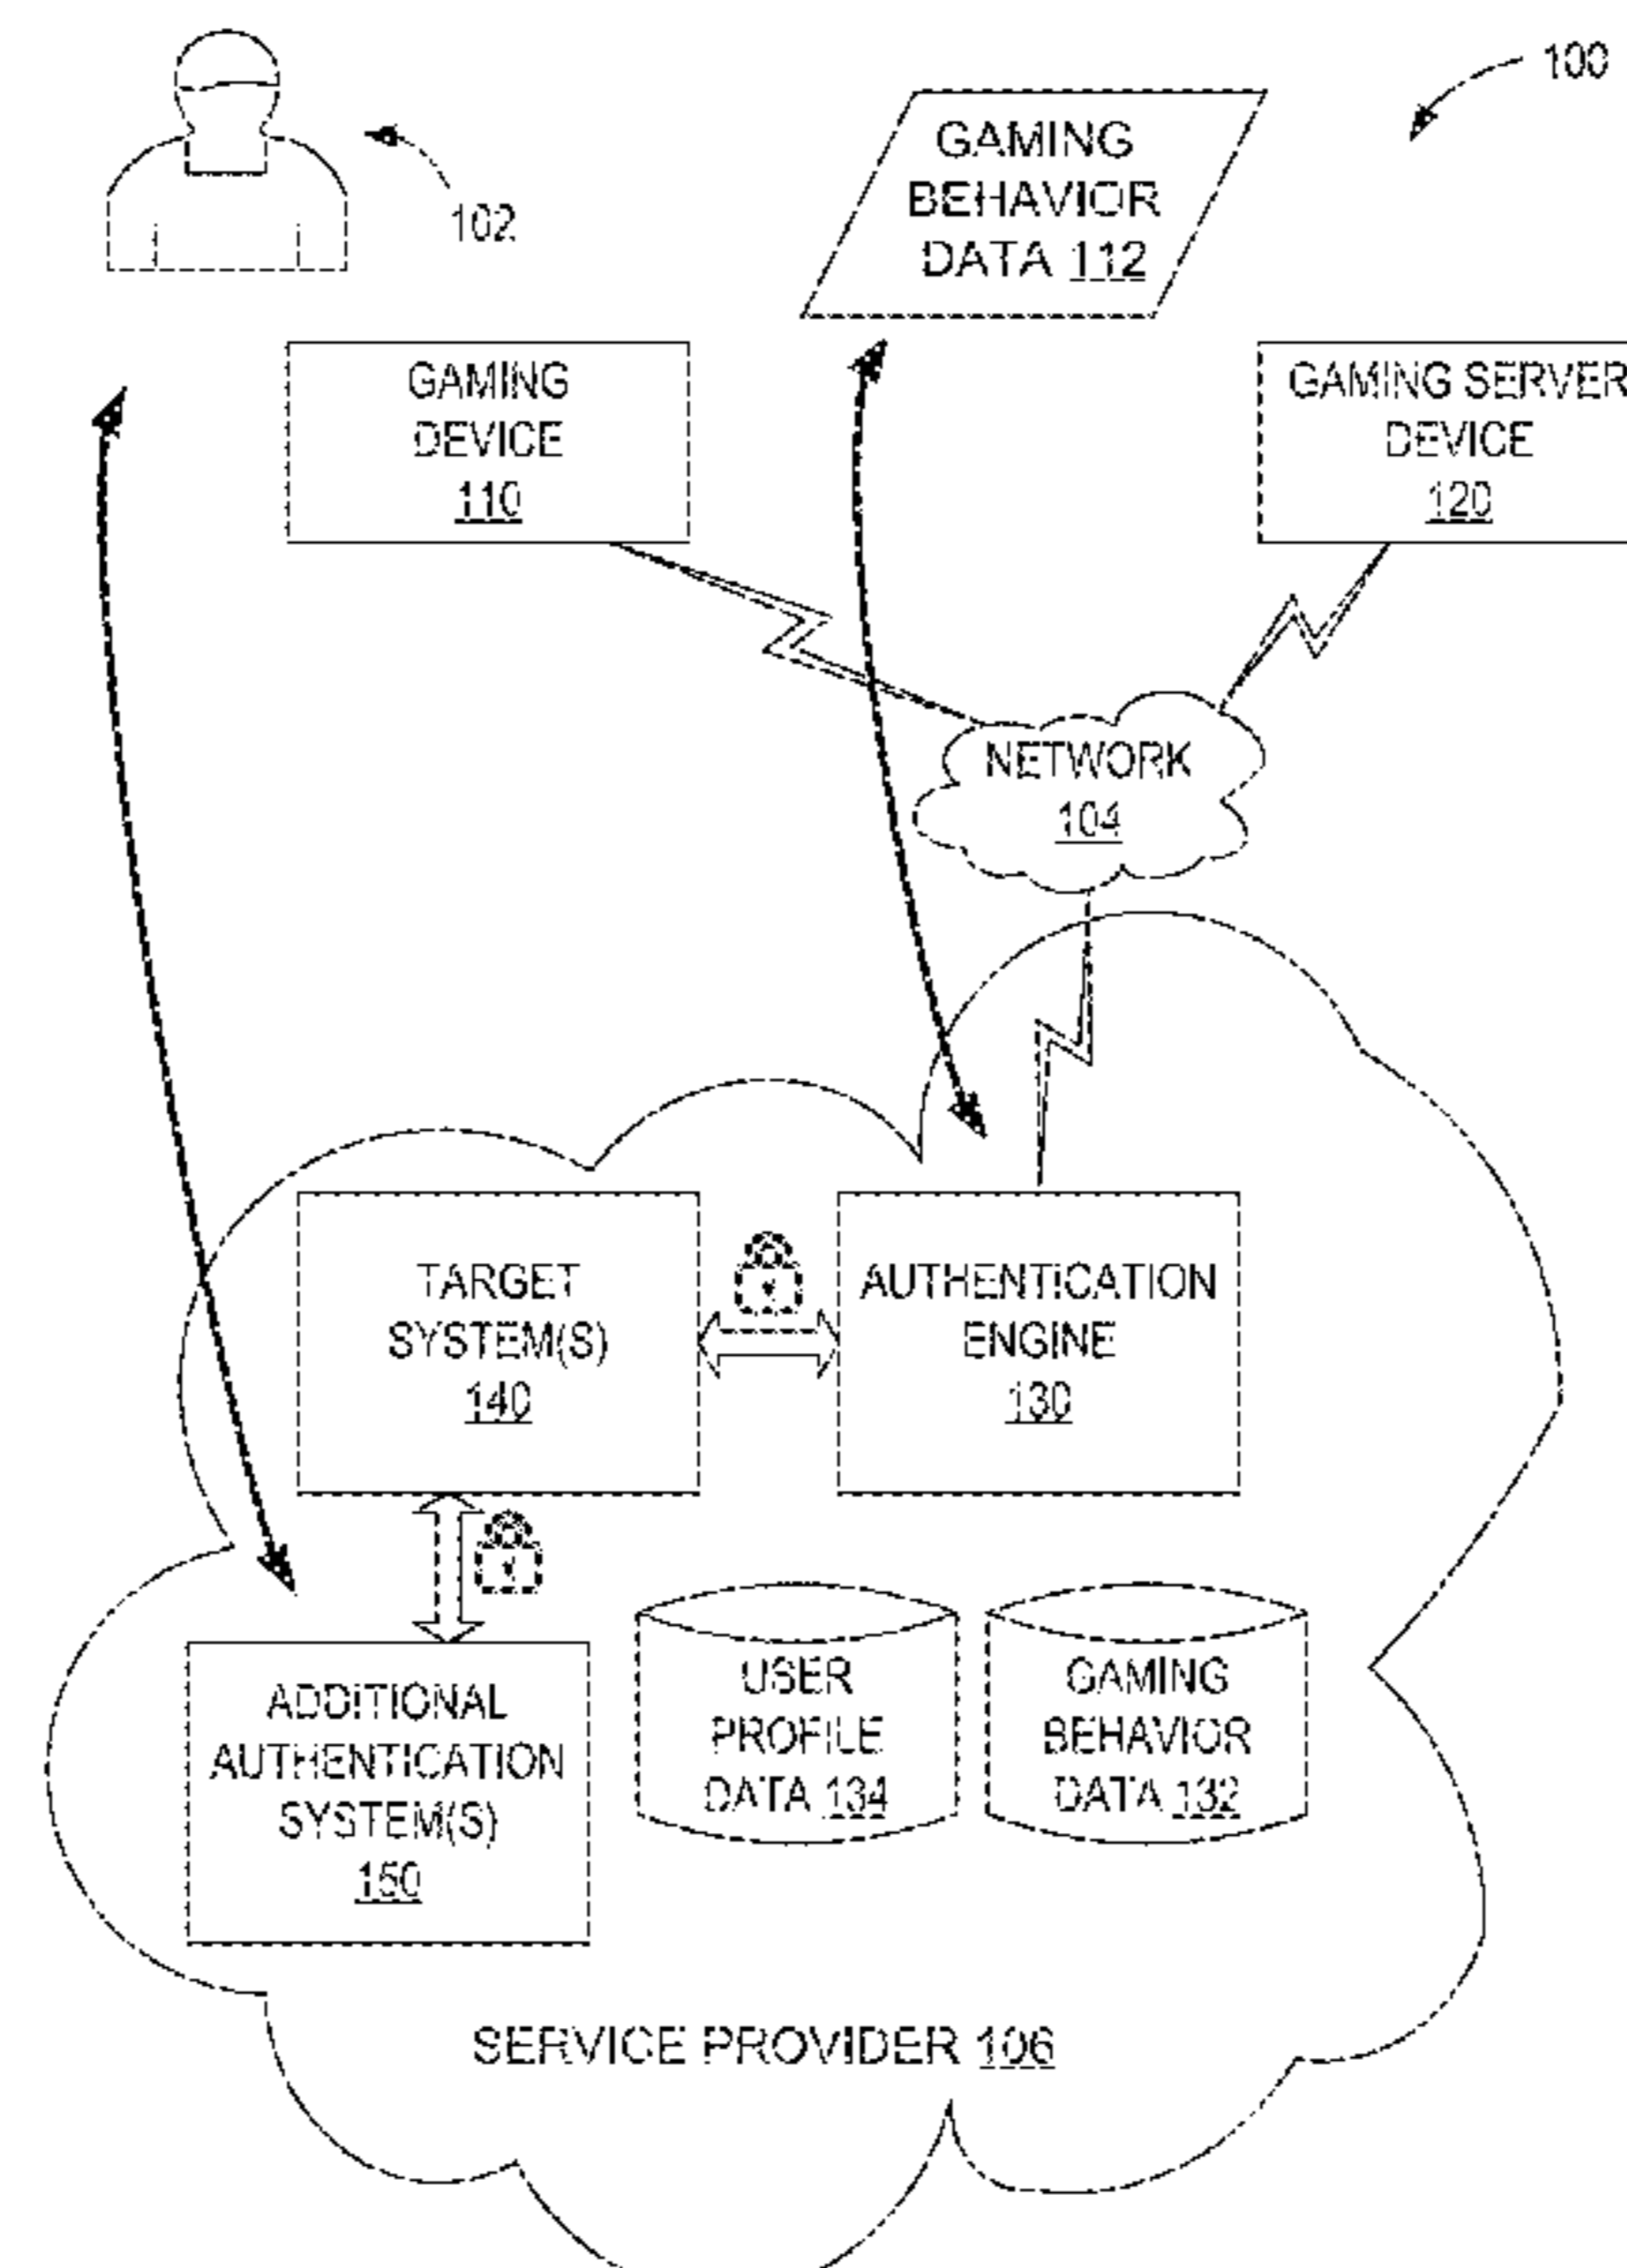 100
102
GAMING
BEHAVIOR
DATA 112
GAMING
DEVICE
110
GAMING SERVER
DEVICE
120
NETWORK
104
TARGET
SYSTEM(S)
140
AUTHENTICATION
ENGINE
130
ADDITIONAL
AUTHENTICATION
SYSTEM(S)
150
USER
PROFILE
DATA 134
GAMING
BEHAVIOR
DATA 132
SERVICE PROVIDER 106